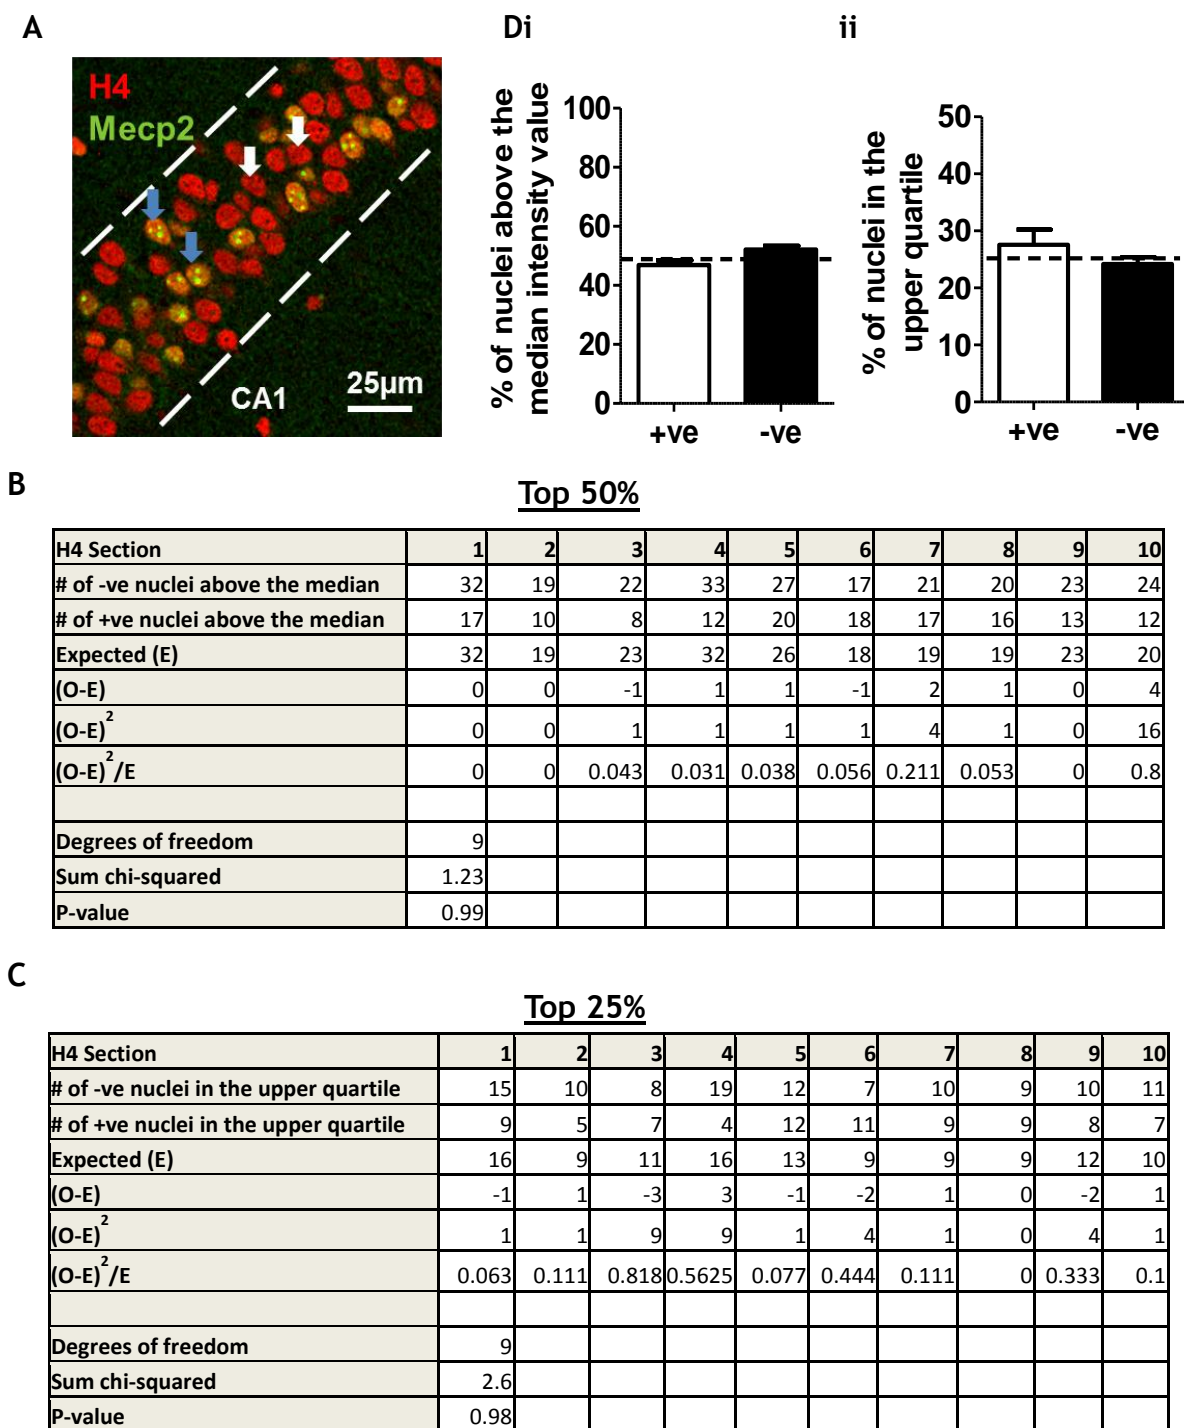 A
H4
Mecp2
CA1
25µm
Di
% of nuclei above the
median intensity value
100
80
60
40
20
0
+ve -ve
ii
% of nuclei in the
upper quartile
50
40
30
20
10
0
+ve -ve
B
Top 50%
H4 Section 1 2 3 4 5 6 7 8 9 10
# of -ve nuclei above the median 32 19 22 33 27 17 21 20 23 24
# of +ve nuclei above the median 17 10 8 12 20 18 17 16 13 12
Expected (E) 32 19 23 32 26 18 19 19 23 20
(O-E) 0 0 -1 1 1 -1 2 1 0 4
(O-E)² 0 0 1 1 1 1 4 1 0 16
(O-E)²/E 0 0 0.043 0.031 0.038 0.056 0.211 0.053 0 0.8
Degrees of freedom 9
Sum chi-squared 1.23
P-value 0.99
C
Top 25%
H4 Section 1 2 3 4 5 6 7 8 9 10
# of -ve nuclei in the upper quartile 15 10 8 19 12 7 10 9 10 11
# of +ve nuclei in the upper quartile 9 5 7 4 12 11 9 9 8 7
Expected (E) 16 9 11 16 13 9 9 9 12 10
(O-E) -1 1 -3 3 -1 -2 1 0 -2 1
(O-E)² 1 1 9 9 1 4 1 0 4 1
(O-E)²/E 0.063 0.111 0.818 0.5625 0.077 0.444 0.111 0 0.333 0.1
Degrees of freedom 9
Sum chi-squared 2.6
P-value 0.98